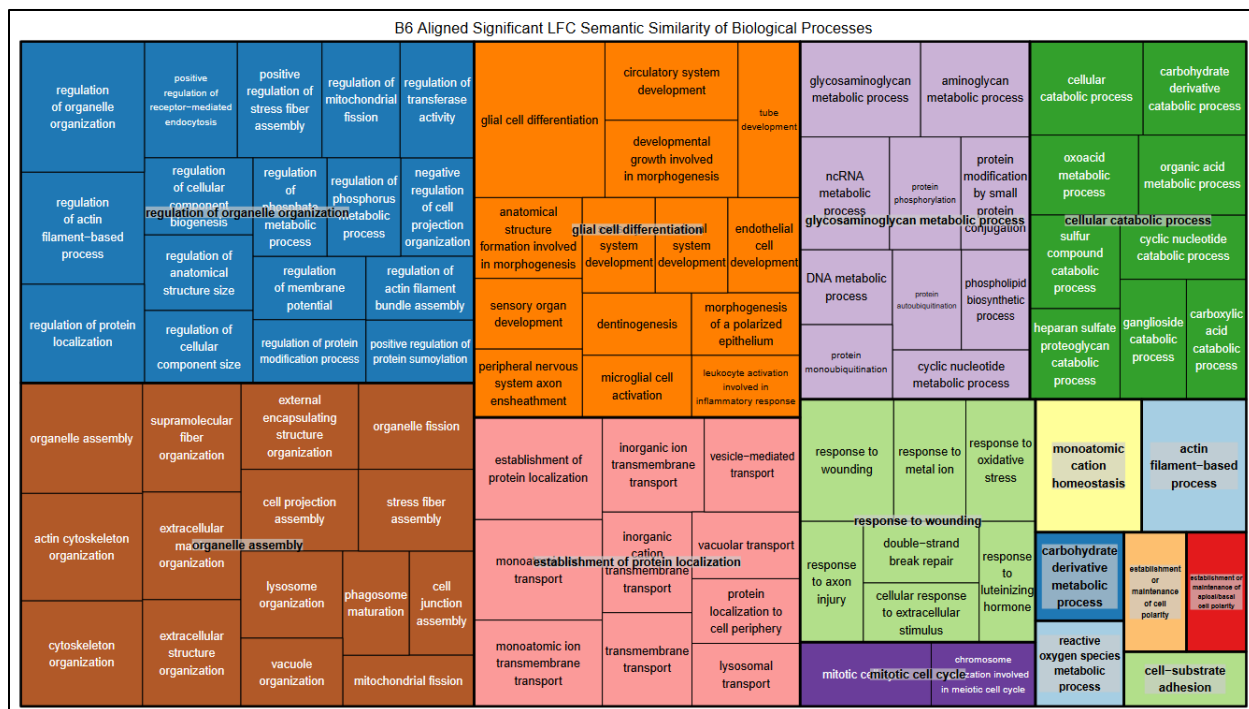 B6 Aligned Significant LFC Semantic Similarity of Biological Processes
regulation
of organelle
organization
positive
regulation of
receptor-mediated
endocytosis
positive
regulation of
stress fiber
assembly
regulation of
mitochondrial
fission
regulation of
transferase
activity
regulation
of actin
filament-based
process
regulation
of cellular
component
biogenesis
regulation
of
phosphate
metabolic
process
regulation of
phosphorus
metabolic
process
negative
regulation
of cell
projection
organization
regulation of organelle organization
regulation of
anatomical
structure size
regulation
of membrane
potential
regulation of
actin filament
bundle assembly
regulation of protein
localization
regulation of
cellular
component size
regulation of protein
modification process
positive regulation of
protein sumoylation
glial cell differentiation
circulatory system
development
tube
development
developmental
growth involved
in morphogenesis
anatomical
structure
formation involved
in morphogenesis
system
development
system
development
endothelial
cell
development
glial cell differentiation
sensory organ
development
dentinogenesis
morphogenesis
of a polarized
epithelium
peripheral nervous
system axon
ensheathment
microglial cell
activation
leukocyte activation
involved in
inflammatory response
glycosaminoglycan
metabolic process
aminoglycan
metabolic process
ncRNA
metabolic
process
protein
phosphorylation
protein
modification
by small
protein
conjugation
glycosaminoglycan metabolic process
DNA metabolic
process
protein
autoubiquitination
phospholipid
biosynthetic
process
protein
monoubiquitination
cyclic nucleotide
metabolic process
cellular
catabolic process
carbohydrate
derivative
catabolic process
oxoacid
metabolic
process
organic acid
metabolic process
cellular catabolic process
sulfur
compound
catabolic
process
cyclic nucleotide
catabolic process
heparan sulfate
proteoglycan
catabolic
process
ganglioside
catabolic
process
carboxylic
acid
catabolic
process
organelle assembly
supramolecular
fiber
organization
external
encapsulating
structure
organization
organelle fission
actin cytoskeleton
organization
extracellular
organization
cell projection
assembly
stress fiber
assembly
organelle assembly
lysosome
organization
phagosome
maturation
cell
junction
assembly
cytoskeleton
organization
extracellular
structure
organization
vacuole
organization
mitochondrial fission
establishment of
protein localization
inorganic ion
transmembrane
transport
vesicle-mediated
transport
transport
inorganic
cation
transmembrane
transport
vacuolar transport
establishment of protein localization
protein
localization to
cell periphery
monoatomic ion
transmembrane
transport
transmembrane
transport
lysosomal
transport
response to
wounding
response to
metal ion
response to
oxidative
stress
response to wounding
response
to axon
injury
double-strand
break repair
cellular response
to extracellular
stimulus
response
to
luteinizing
hormone
mitotic cell cycle
chromosome
involved
in meiotic cell cycle
monoatomic
cation
homeostasis
actin
filament-based
process
carbohydrate
derivative
metabolic
process
establishment
or
maintenance
of cell
polarity
establishment or
maintenance of
apical/basal
cell polarity
reactive
oxygen species
metabolic
process
cell-substrate
adhesion